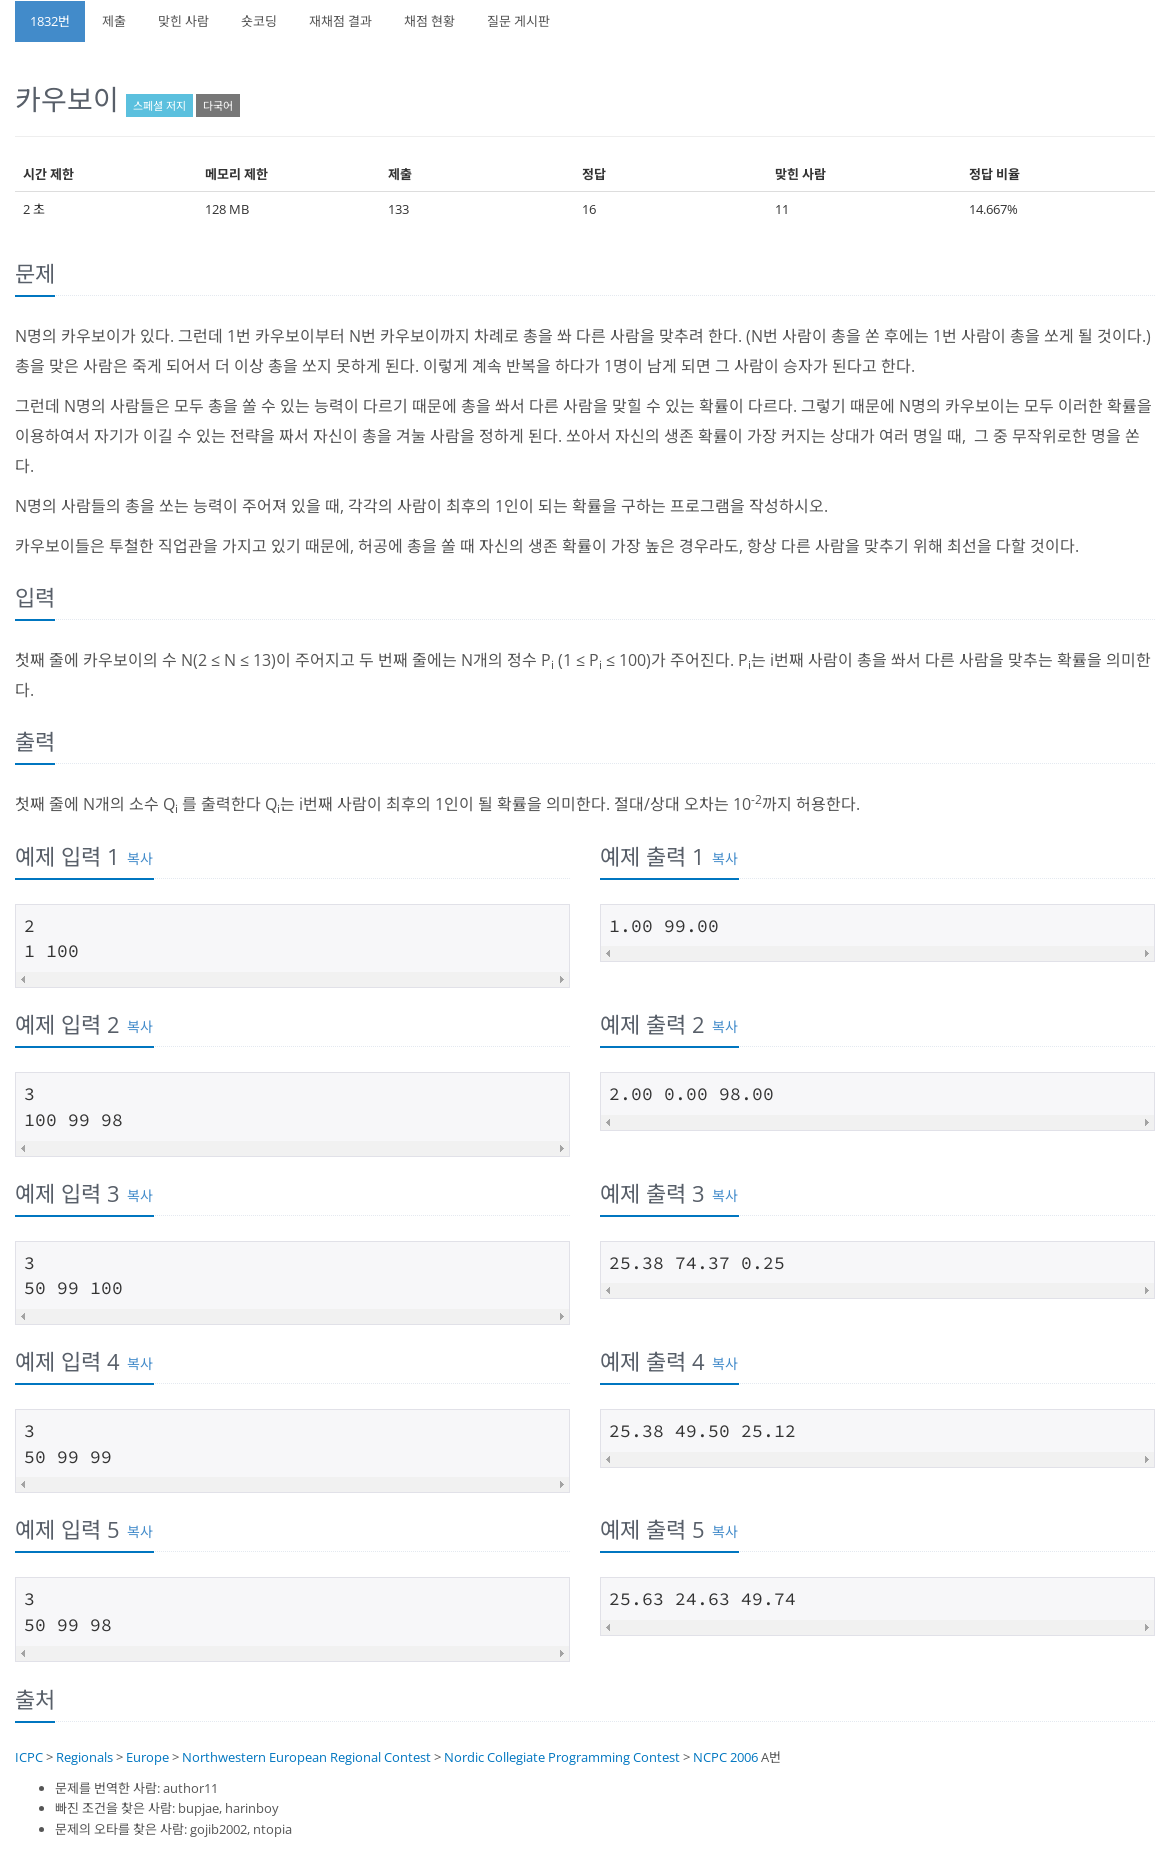 1832번 제출 맞힌 사람 숏코딩 재채점 결과 채점 현황 질문 게시판
카우보이 스페셜 저지 다국어
시간 제한 메모리 제한 제출 정답 맞힌 사람 정답 비율
2 초 128 MB 133 16 11 14.667%
문제
N명의 카우보이가 있다. 그런데 1번 카우보이부터 N번 카우보이까지 차례로 총을 쏴 다른 사람을 맞추려 한다. (N번 사람이 총을 쏜 후에는 1번 사람이 총을 쏘게 될 것이다.)
총을 맞은 사람은 죽게 되어서 더 이상 총을 쏘지 못하게 된다. 이렇게 계속 반복을 하다가 1명이 남게 되면 그 사람이 승자가 된다고 한다.
그런데 N명의 사람들은 모두 총을 쏠 수 있는 능력이 다르기 때문에 총을 쏴서 다른 사람을 맞힐 수 있는 확률이 다르다. 그렇기 때문에 N명의 카우보이는 모두 이러한 확률을
이용하여서 자기가 이길 수 있는 전략을 짜서 자신이 총을 겨눌 사람을 정하게 된다. 쏘아서 자신의 생존 확률이 가장 커지는 상대가 여러 명일 때, 그 중 무작위로한 명을 쏜
다.
N명의 사람들의 총을 쏘는 능력이 주어져 있을 때, 각각의 사람이 최후의 1인이 되는 확률을 구하는 프로그램을 작성하시오.
카우보이들은 투철한 직업관을 가지고 있기 때문에, 허공에 총을 쏠 때 자신의 생존 확률이 가장 높은 경우라도, 항상 다른 사람을 맞추기 위해 최선을 다할 것이다.
입력
첫째 줄에 카우보이의 수 N(2 ≤ N ≤ 13)이 주어지고 두 번째 줄에는 N개의 정수 Pi (1 ≤ Pi ≤ 100)가 주어진다. Pi는 i번째 사람이 총을 쏴서 다른 사람을 맞추는 확률을 의미한
다.
출력
첫째 줄에 N개의 소수 Qi 를 출력한다 Qi는 i번째 사람이 최후의 1인이 될 확률을 의미한다. 절대/상대 오차는 10-2까지 허용한다.
예제 입력 1 복사
2
1 100
예제 출력 1 복사
1.00 99.00
예제 입력 2 복사
3
100 99 98
예제 출력 2 복사
2.00 0.00 98.00
예제 입력 3 복사
3
50 99 100
예제 출력 3 복사
25.38 74.37 0.25
예제 입력 4 복사
3
50 99 99
예제 출력 4 복사
25.38 49.50 25.12
예제 입력 5 복사
3
50 99 98
예제 출력 5 복사
25.63 24.63 49.74
출처
ICPC > Regionals > Europe > Northwestern European Regional Contest > Nordic Collegiate Programming Contest > NCPC 2006 A번
문제를 번역한 사람: author11
빠진 조건을 찾은 사람: bupjae, harinboy
문제의 오타를 찾은 사람: gojib2002, ntopia